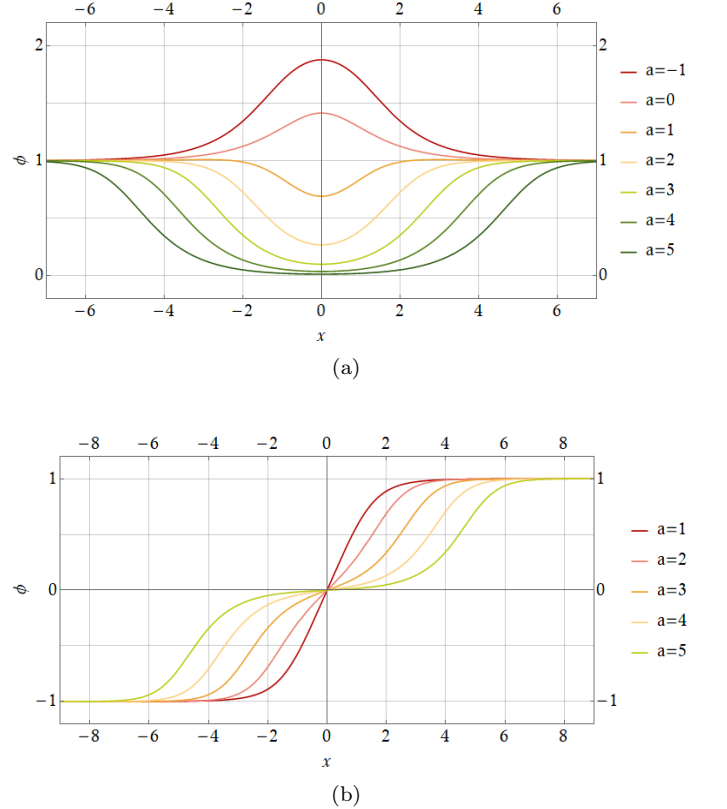 −6 −4 −2 0 2 4 6
2 2 a=−1
a=0
a=1
ϕ 1 1 a=2
a=3
a=4
0 0 a=5
−6 −4 −2 0 2 4 6
x
(a)
−8 −6 −4 −2 0 2 4 6 8
1 1
a=1
a=2
ϕ 0 0 a=3
a=4
a=5
−1 −1
−8 −6 −4 −2 0 2 4 6 8
x
(b)